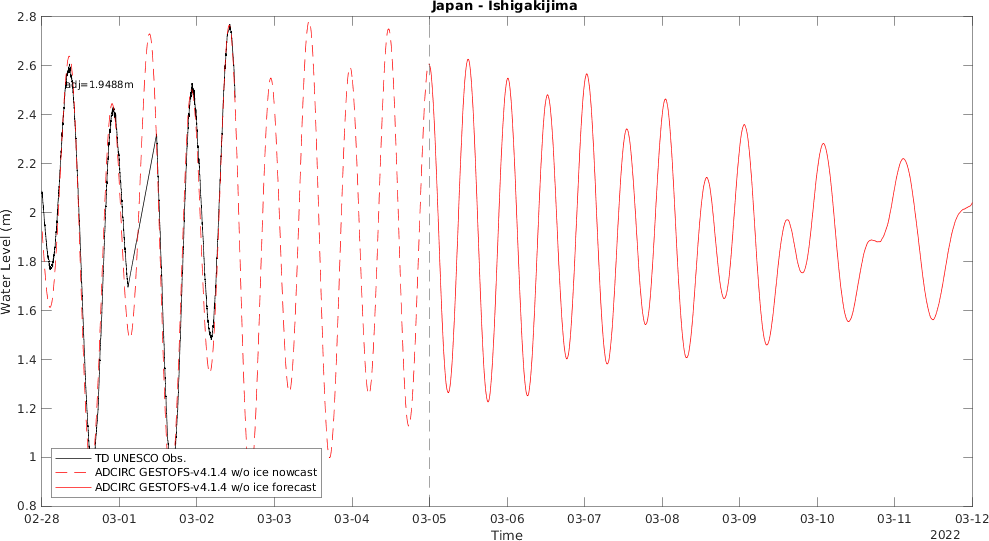 Japan - Ishigakijima
2.8
2.6
2.4
2.2
2
1.8
1.6
1.4
1.2
1
0.8
Water Level (m)
adj=1.9488m
TD UNESCO Obs.
ADCIRC GESTOFS-v4.1.4 w/o ice nowcast
ADCIRC GESTOFS-v4.1.4 w/o ice forecast
02-28 03-01 03-02 03-03 03-04 03-05 03-06 03-07 03-08 03-09 03-10 03-11 03-12
Time
2022